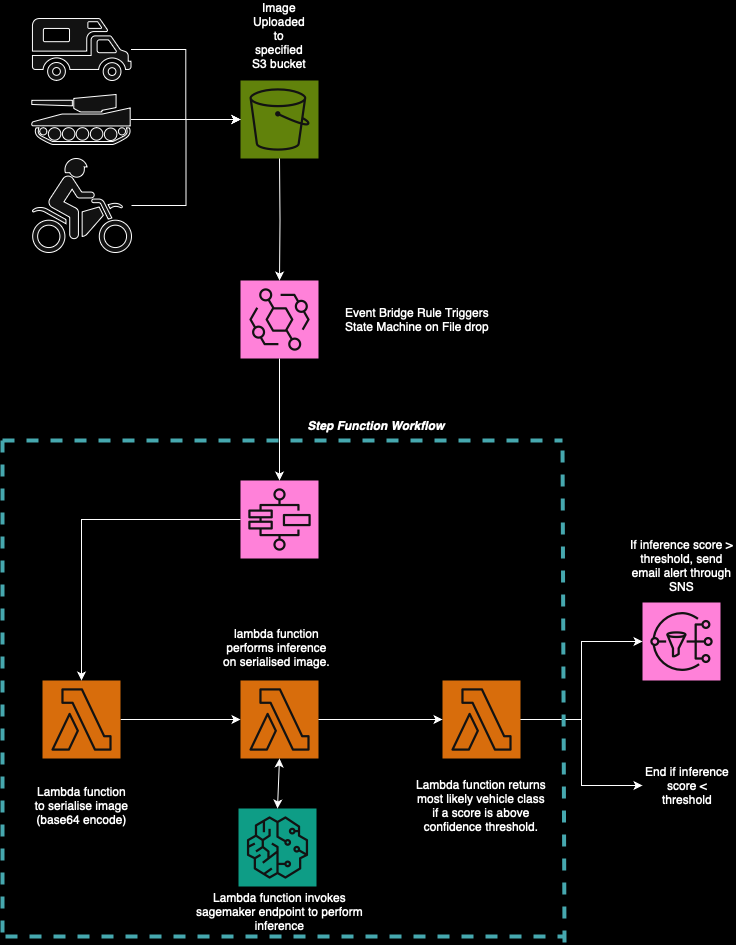 Image
Uploaded
to
specified
S3 bucket
Event Bridge Rule Triggers
State Machine on File drop
Step Function Workflow
If inference score >
threshold, send
email alert through
SNS
lambda function
performs inference
on serialised image.
Lambda function
to serialise image
(base64 encode)
Lambda function returns
most likely vehicle class
if a score is above
confidence threshold.
End if inference
score <
threshold
Lambda function invokes
sagemaker endpoint to perform
inference